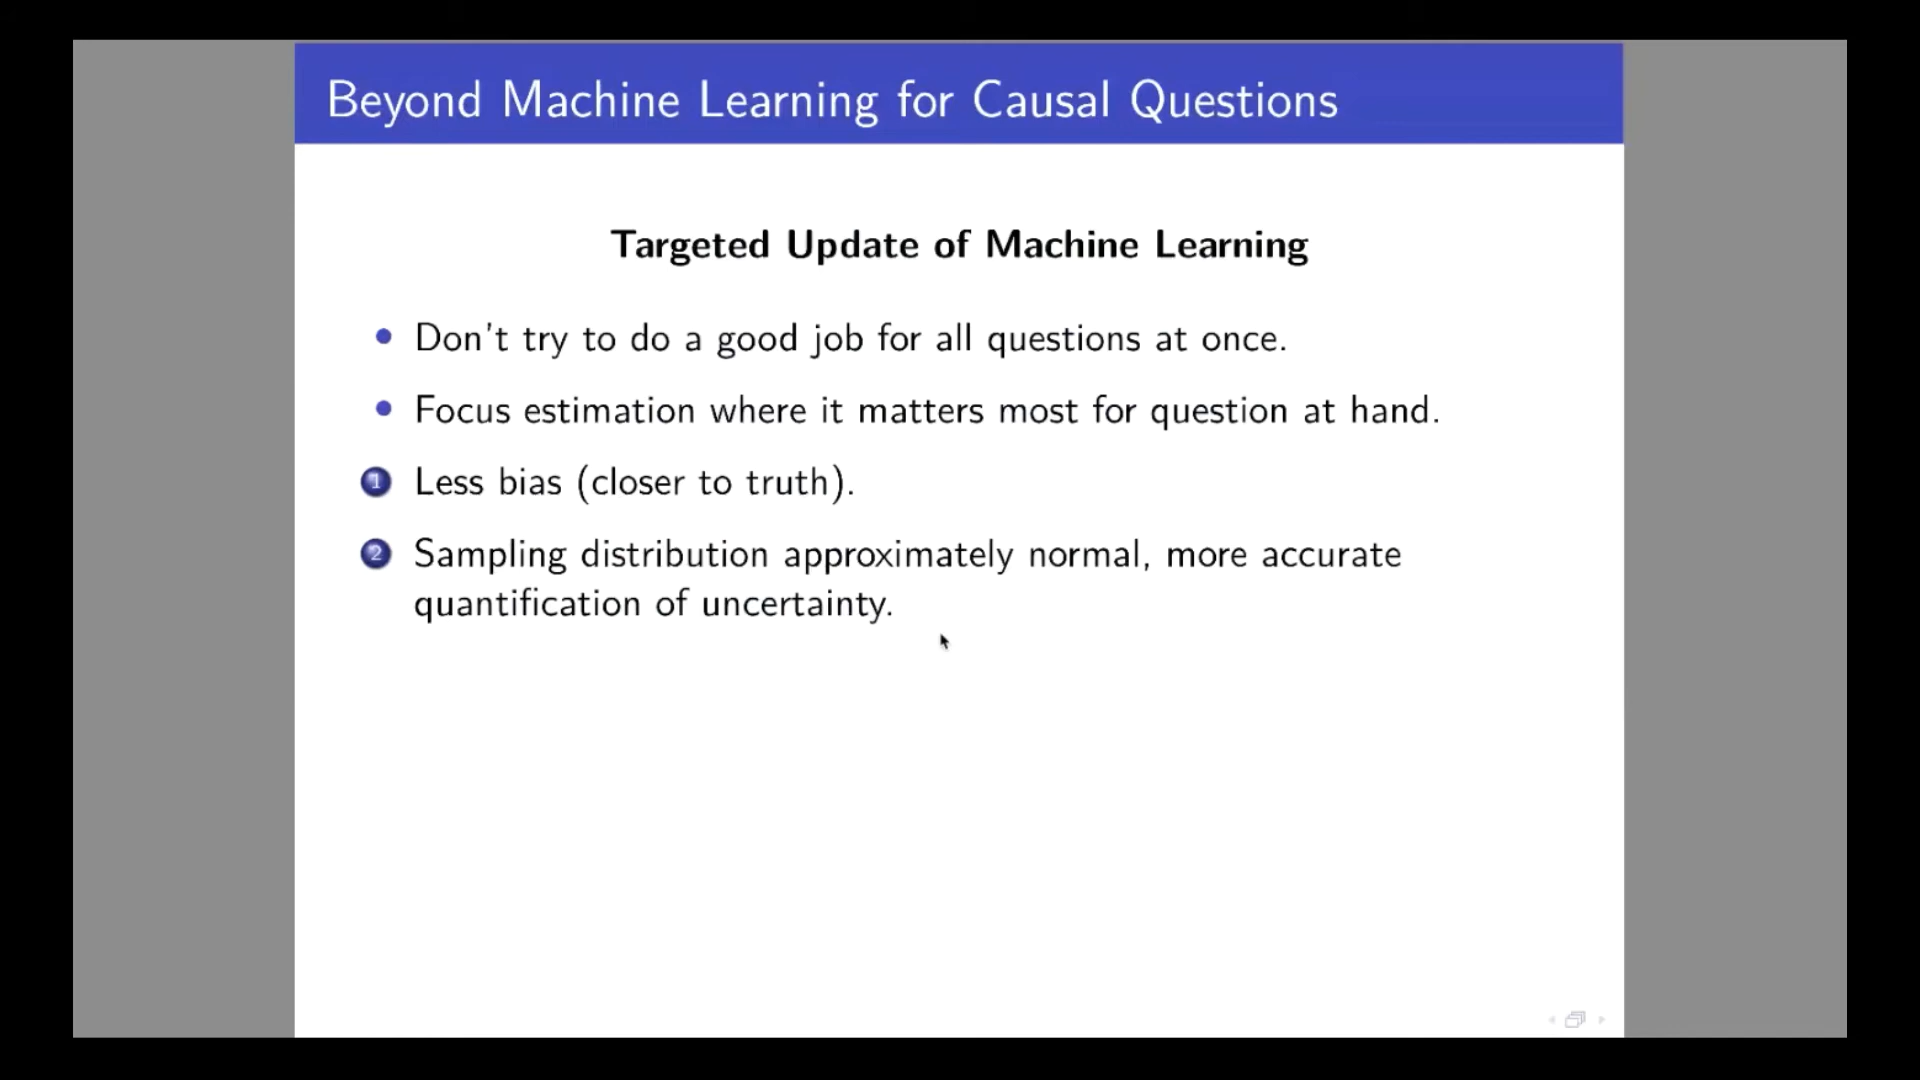 Beyond Machine Learning for Causal Questions
Targeted Update of Machine Learning
• Don't try to do a good job for all questions at once.
• Focus estimation where it matters most for question at hand.
1 Less bias (closer to truth).
2 Sampling distribution approximately normal, more accurate
quantification of uncertainty.